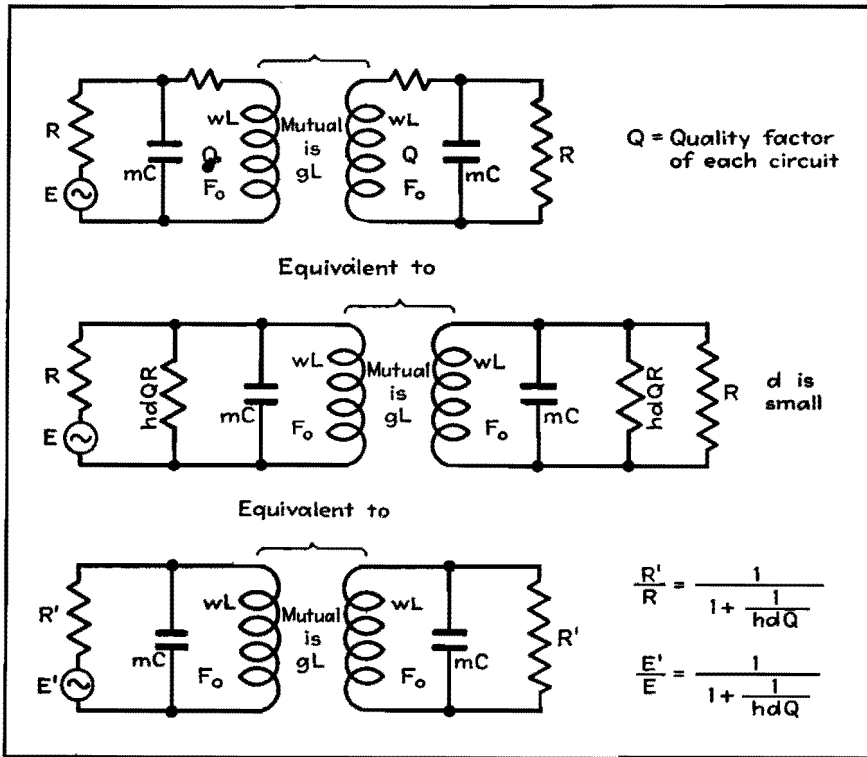 R
E
mC
wL
Q
Fo
Mutual
is
gL
wL
Q
Fo
mC
R
Q = Quality factor
of each circuit
Equivalent to
R
E
hdQR
mC
wL
Fo
Mutual
is
gL
wL
Fo
mC
hdQR
R
d is
small
Equivalent to
R'
E'
mC
wL
Fo
Mutual
is
gL
wL
Fo
mC
R'
R'/R = 1/(1 + 1/hdQ)
E'/E = 1/(1 + 1/hdQ)